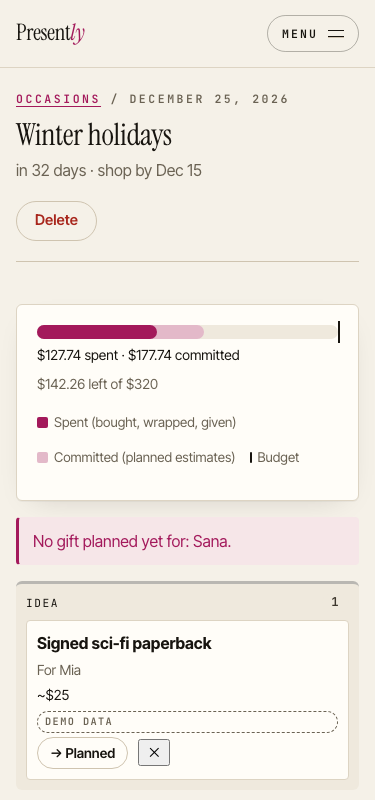 Presently
MENU
OCCASIONS / DECEMBER 25, 2026
Winter holidays
in 32 days · shop by Dec 15
Delete
$127.74 spent · $177.74 committed
$142.26 left of $320
Spent (bought, wrapped, given)
Committed (planned estimates) Budget
No gift planned yet for: Sana.
IDEA 1
Signed sci-fi paperback
For Mia
~$25
DEMO DATA
→ Planned ×